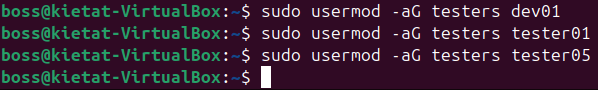 boss@kietat-VirtualBox:~$ sudo usermod -aG testers dev01
boss@kietat-VirtualBox:~$ sudo usermod -aG testers tester01
boss@kietat-VirtualBox:~$ sudo usermod -aG testers tester05
boss@kietat-VirtualBox:~$